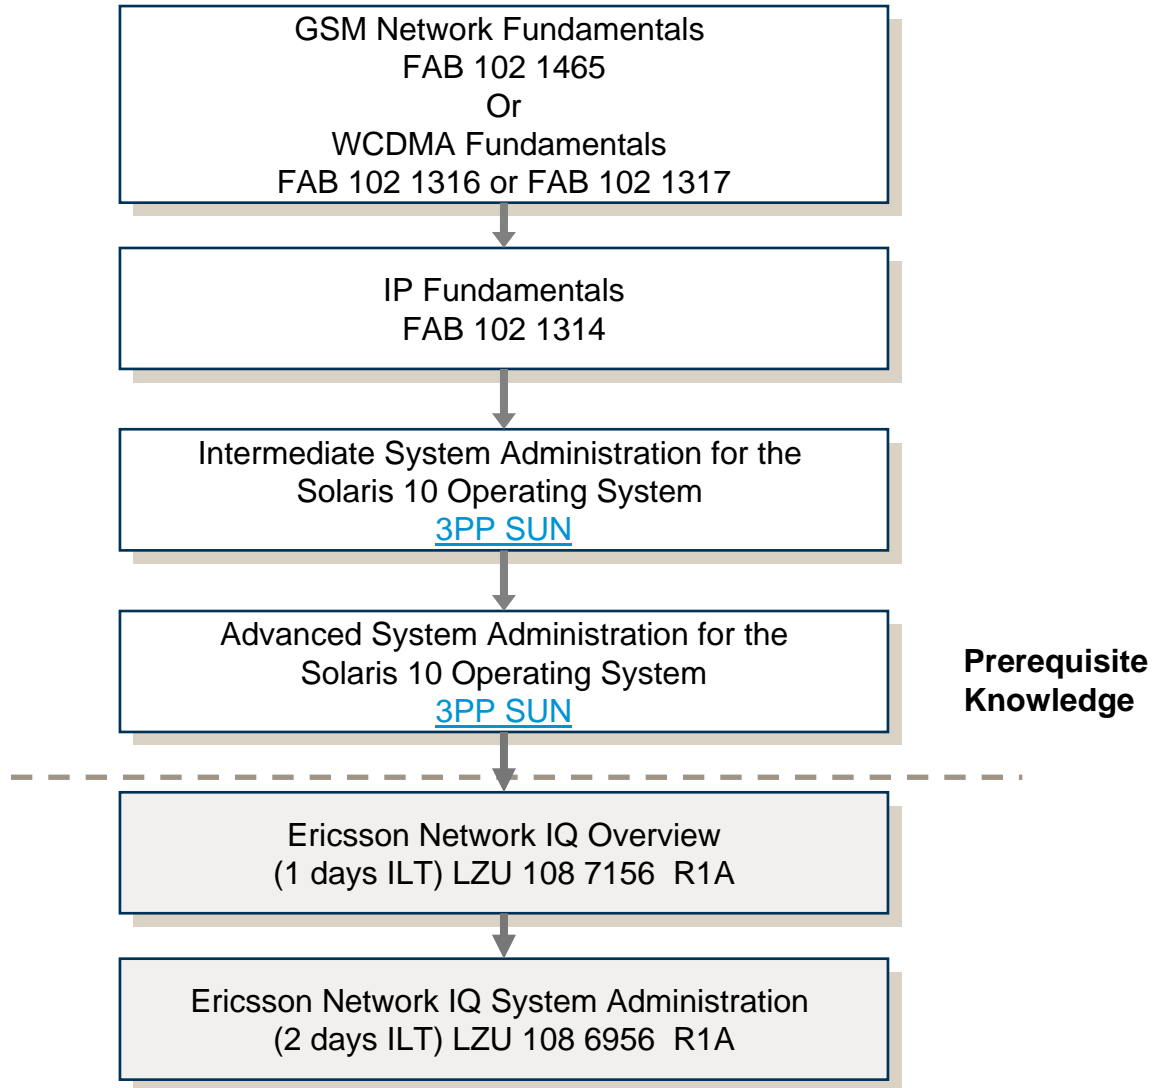 GSM Network Fundamentals
FAB 102 1465
Or
WCDMA Fundamentals
FAB 102 1316 or FAB 102 1317
IP Fundamentals
FAB 102 1314
Intermediate System Administration for the
Solaris 10 Operating System
3PP SUN
Advanced System Administration for the
Solaris 10 Operating System
3PP SUN
Prerequisite
Knowledge
Ericsson Network IQ Overview
(1 days ILT) LZU 108 7156  R1A
Ericsson Network IQ System Administration
(2 days ILT) LZU 108 6956  R1A